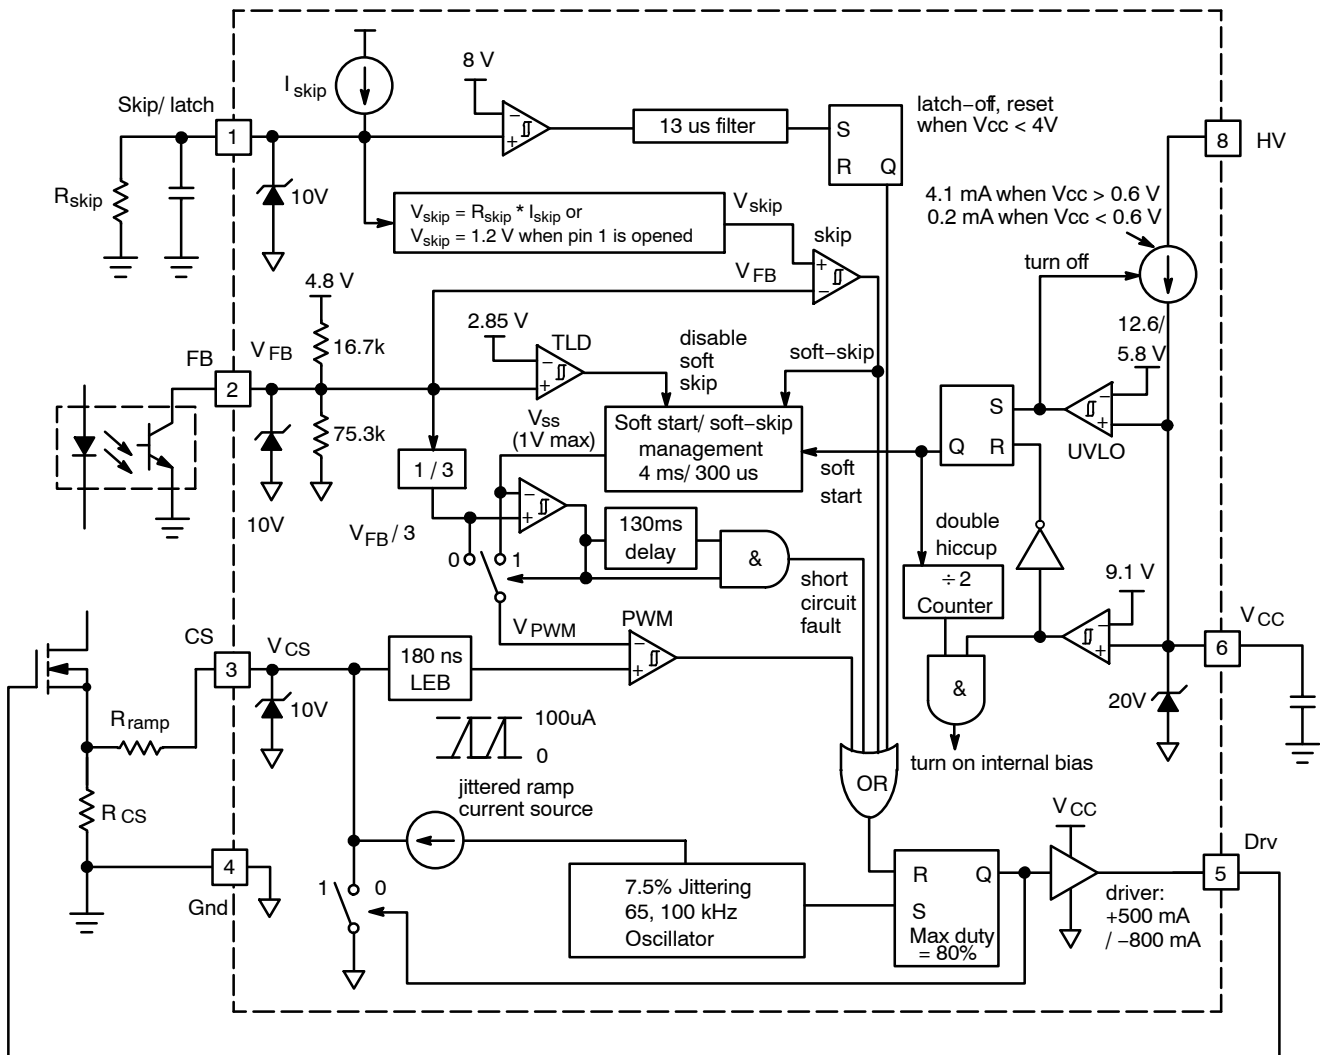 Skip/ latch
1
I skip
8 V
−
+
13 us filter
S
R Q
latch−off, reset
when Vcc < 4V
8
HV
R skip
10V
V skip = R skip * I skip or
V skip = 1.2 V when pin 1 is opened
V skip
skip
+
−
V FB
4.1 mA when Vcc > 0.6 V
0.2 mA when Vcc < 0.6 V
turn off
12.6/
5.8 V
4.8 V
16.7k
FB
V FB
2
2.85 V
TLD
−
+
disable
soft
skip
soft−skip
75.3k
10V
1 / 3
V FB / 3
Vss
(1V max)
Soft start/ soft−skip
management
4 ms/ 300 us
soft
start
S
Q R
−
+
UVLO
−
+
0 1
130ms
delay
&
short
circuit
fault
double
hiccup
÷ 2
Counter
9.1 V
−
+
&
turn on internal bias
V CC
6
20V
CS
V CS
3
10V
180 ns
LEB
V PWM
PWM
−
+
R ramp
100uA
0
jittered ramp
current source
R CS
4
Gnd
1 0
7.5% Jittering
65, 100 kHz
Oscillator
OR
R Q
S
Max duty
= 80%
V CC
Drv
5
driver:
+500 mA
/ −800 mA